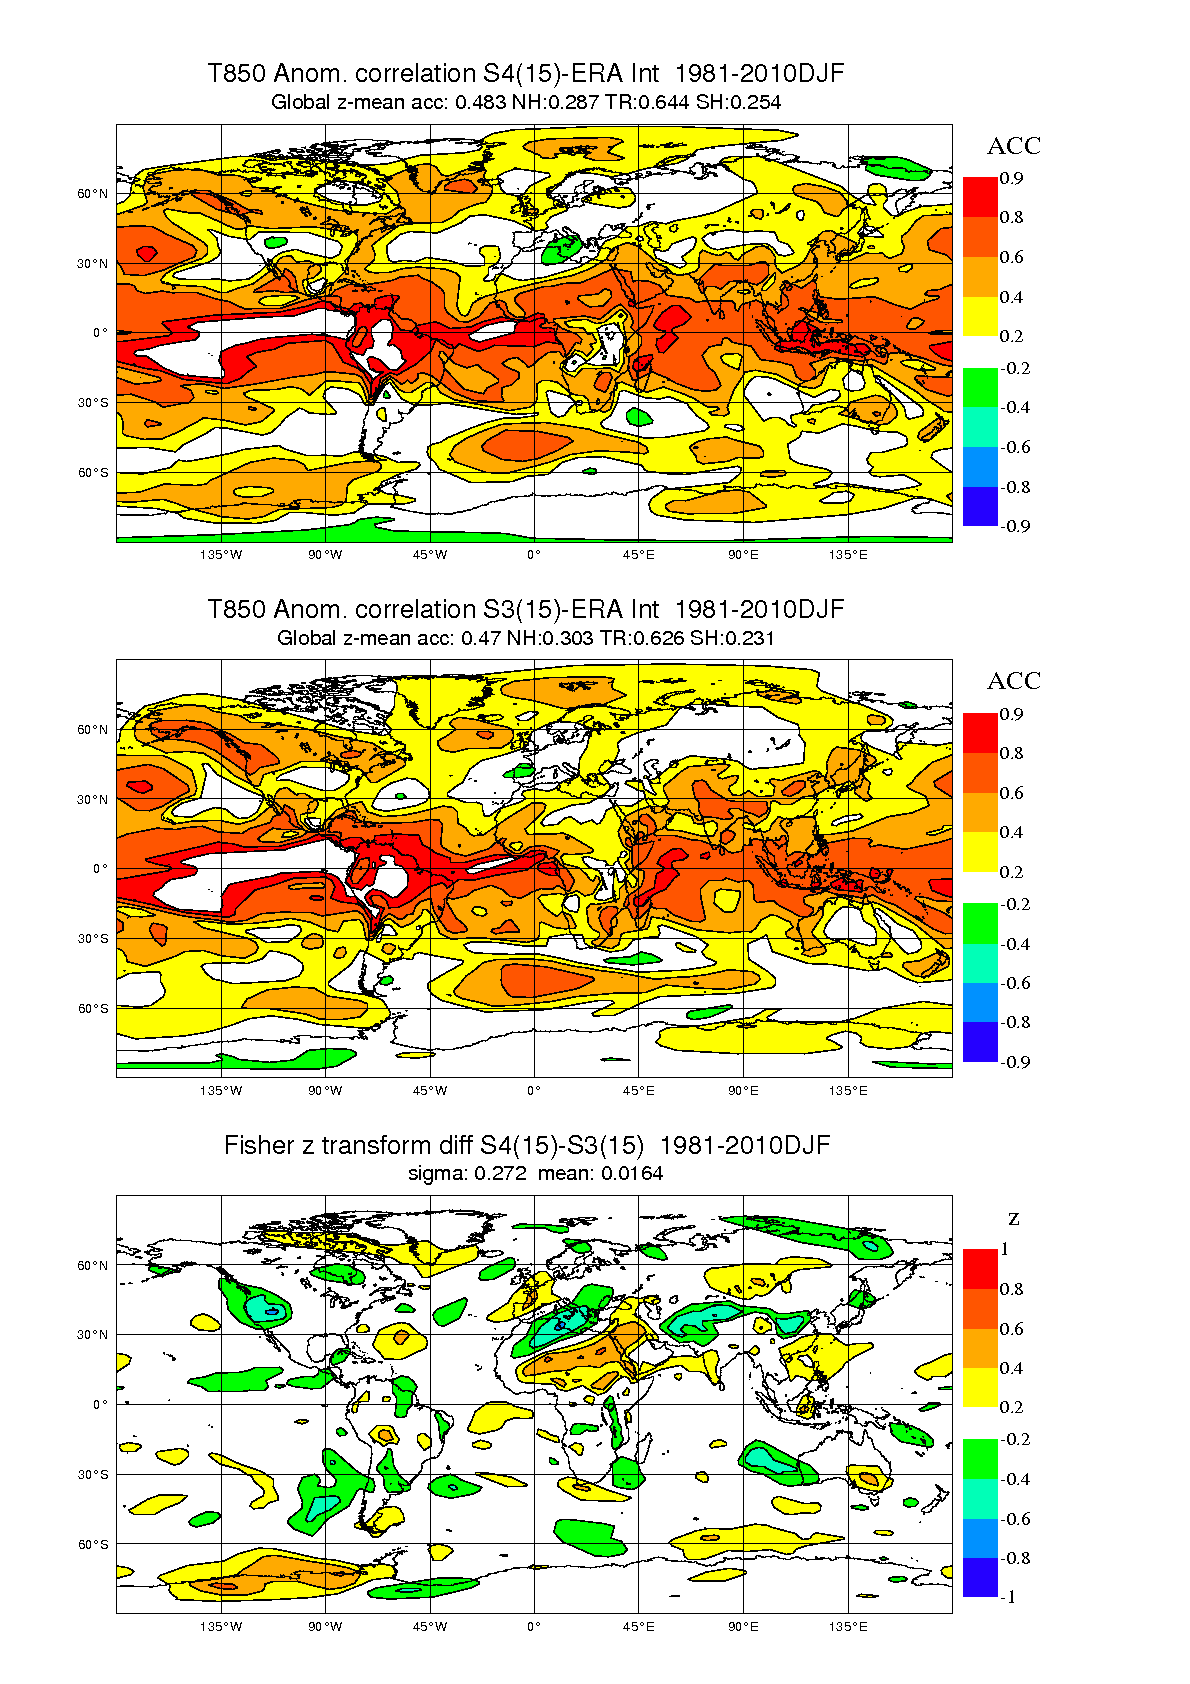 T850 Anom. correlation S4(15)-ERA Int  1981-2010DJF
Global z-mean acc: 0.483 NH:0.287 TR:0.644 SH:0.254
ACC
0.9
0.8
0.6
0.4
0.2
-0.2
-0.4
-0.6
-0.8
-0.9
60°N
30°N
0°
30°S
60°S
135°W 90°W 45°W 0° 45°E 90°E 135°E
T850 Anom. correlation S3(15)-ERA Int  1981-2010DJF
Global z-mean acc: 0.47 NH:0.303 TR:0.626 SH:0.231
ACC
0.9
0.8
0.6
0.4
0.2
-0.2
-0.4
-0.6
-0.8
-0.9
60°N
30°N
0°
30°S
60°S
135°W 90°W 45°W 0° 45°E 90°E 135°E
Fisher z transform diff S4(15)-S3(15)  1981-2010DJF
sigma: 0.272  mean: 0.0164
z
1
0.8
0.6
0.4
0.2
-0.2
-0.4
-0.6
-0.8
-1
60°N
30°N
0°
30°S
60°S
135°W 90°W 45°W 0° 45°E 90°E 135°E